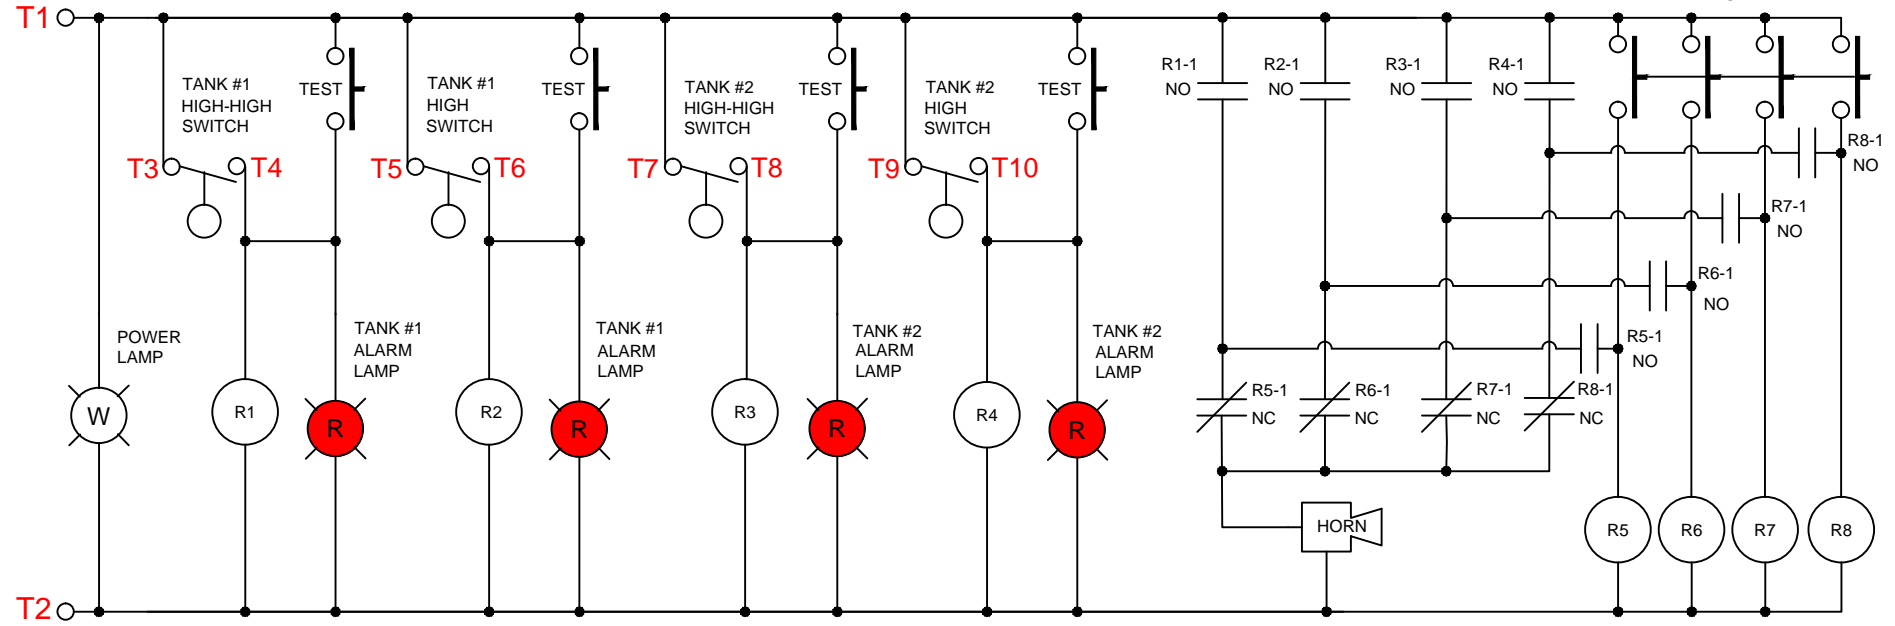 T1
TANK #1
HIGH-HIGH
SWITCH
TEST
TANK #1
HIGH
SWITCH
TEST
TANK #2
HIGH-HIGH
SWITCH
TEST
TANK #2
HIGH
SWITCH
TEST
R1-1
NO
R2-1
NO
R3-1
NO
R4-1
NO
T3
T4
T5
T6
T7
T8
T9
T10
R8-1
NO
R7-1
NO
R6-1
NO
R5-1
NO
POWER
LAMP
TANK #1
ALARM
LAMP
TANK #1
ALARM
LAMP
TANK #2
ALARM
LAMP
TANK #2
ALARM
LAMP
R5-1
NC
R6-1
NC
R7-1
NC
R8-1
NC
W
R1
R
R2
R
R3
R
R4
R
HORN
R5
R6
R7
R8
T2